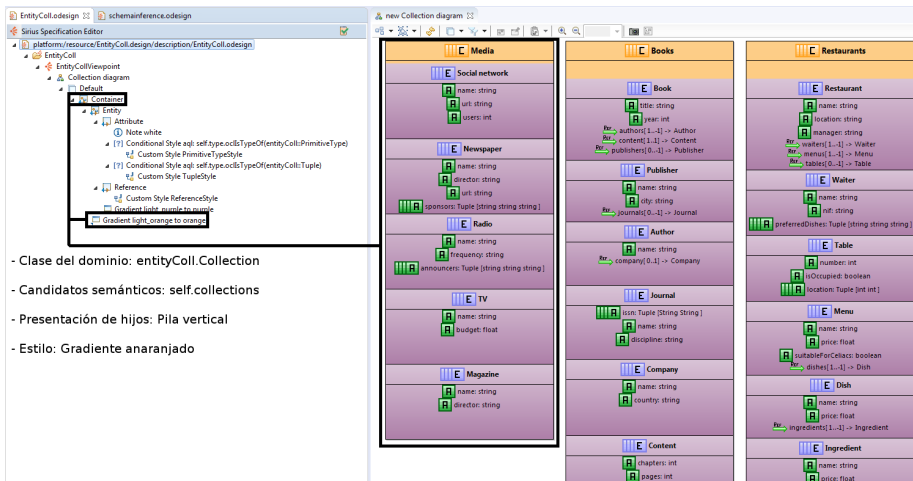 EntityColl.odesign
schemainference.odesign
Sirius Specification Editor
platform:/resource/EntityColl.design/description/EntityColl.odesign
EntityColl
EntityCollViewpoint
Collection diagram
Default
Container
Entity
Attribute
Note white
[?] Conditional Style aql: self.type.oclIsTypeOf(entityColl::PrimitiveType)
Custom Style PrimitiveTypeStyle
[?] Conditional Style aql: self.type.oclIsTypeOf(entityColl::Tuple)
Custom Style TupleStyle
Reference
Custom Style ReferenceStyle
Gradient light_purple to purple
Gradient light_orange to orange
- Clase del dominio: entityColl.Collection
- Candidatos semánticos: self.collections
- Presentación de hijos: Pila vertical
- Estilo: Gradiente anaranjado
new Collection diagram
E Media
E Social network
A name: string
A url: string
A users: int
E Newspaper
A name: string
A director: string
A url: string
A sponsors: Tuple [string string string ]
E Radio
A name: string
A frequency: string
A announcers: Tuple [string string string ]
E TV
A name: string
A budget: float
E Magazine
A name: string
A director: string
E Books
E Book
A title: string
A year: int
Rer authors[1..-1] -> Author
Rer content[1..-1] -> Content
Rer publishers[0..-1] -> Publisher
E Publisher
A name: string
A city: string
Rer journals[0..-1] -> Journal
E Author
A name: string
Rer company[0..1] -> Company
E Journal
A issn: Tuple [String String ]
A name: string
A discipline: string
E Company
A name: string
A country: string
E Content
A chapters: int
A pages: int
E Restaurants
E Restaurant
A name: string
A location: string
A manager: string
Rer waiters[1..-1] -> Waiter
Rer menus[1..-1] -> Menu
Rer tables[0..-1] -> Table
E Waiter
A name: string
A nif: string
A preferredDishes: Tuple [string string string ]
E Table
A number: int
A isOccupied: boolean
A location: Tuple [int int ]
E Menu
A name: string
A price: float
A suitableForCeliacs: boolean
Rer dishes[1..-1] -> Dish
E Dish
A name: string
A price: float
Rer ingredients[1..-1] -> Ingredient
E Ingredient
A name: string
A price: float